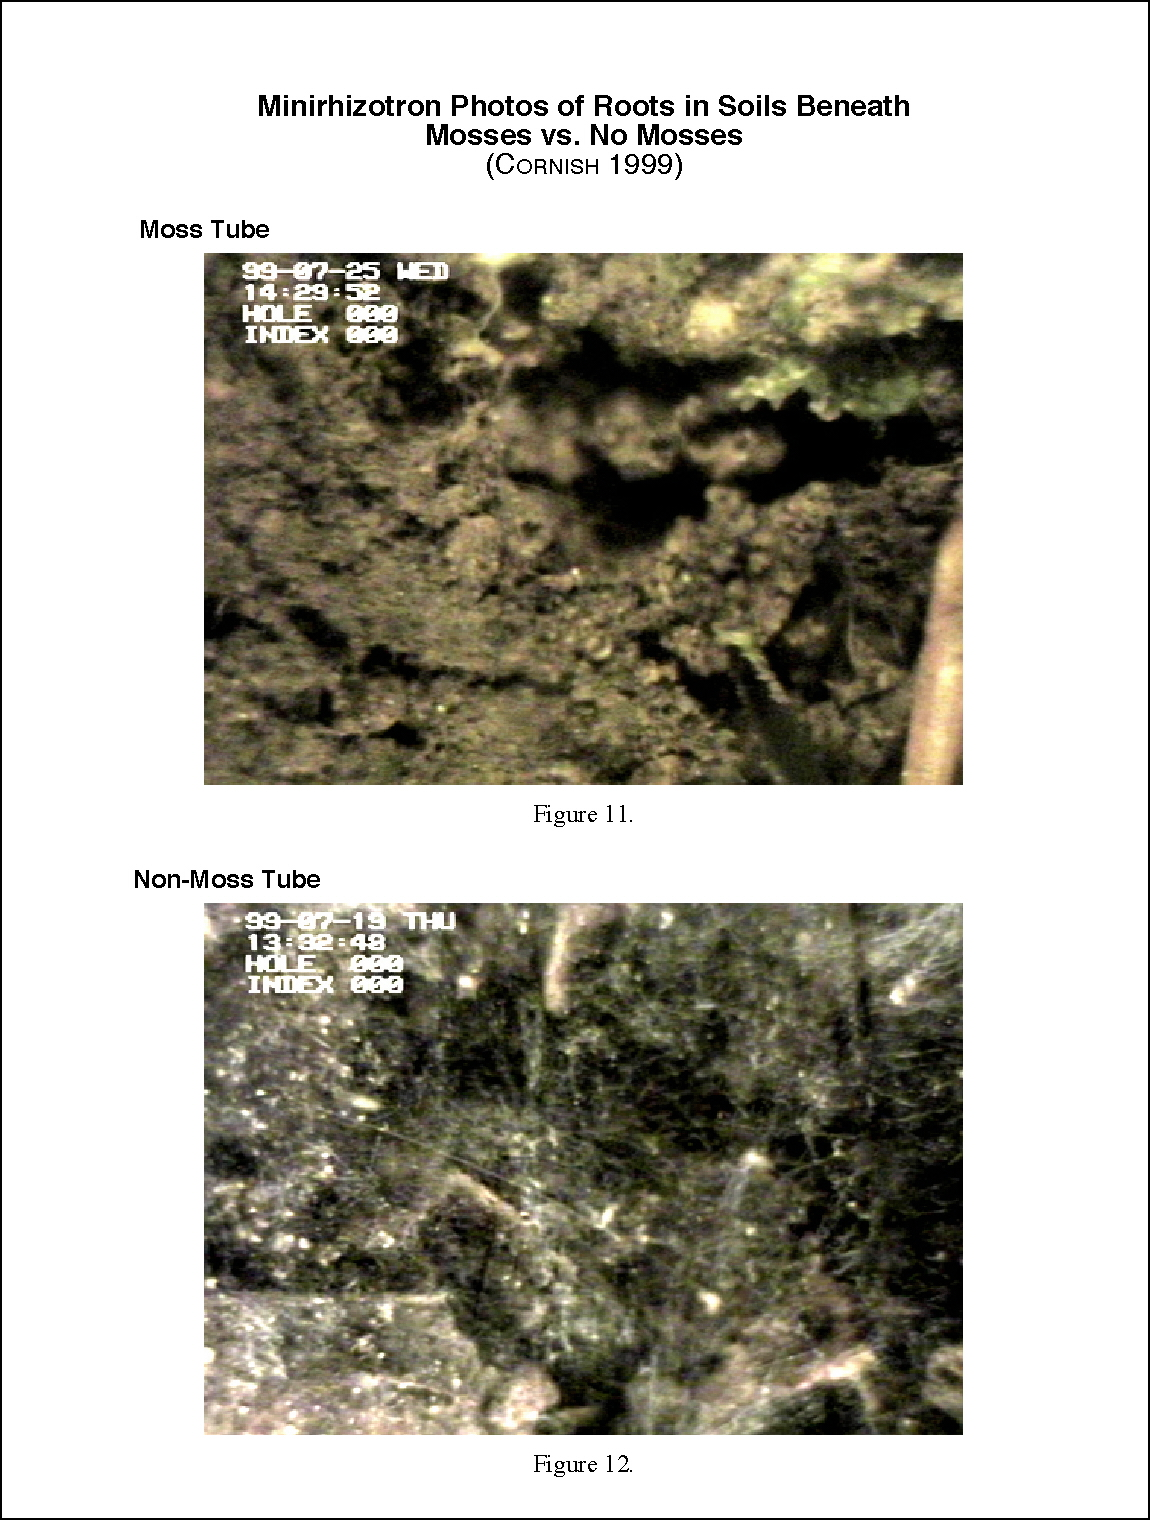 Minirhizotron Photos of Roots in Soils Beneath
Mosses vs. No Mosses
(CORNISH 1999)
Moss Tube
99-07-25 WED
14:29:52
HOLE 000
INDEX 000
Figure 11.
Non-Moss Tube
99-07-19 THU
13:32:48
HOLE 000
INDEX 000
Figure 12.